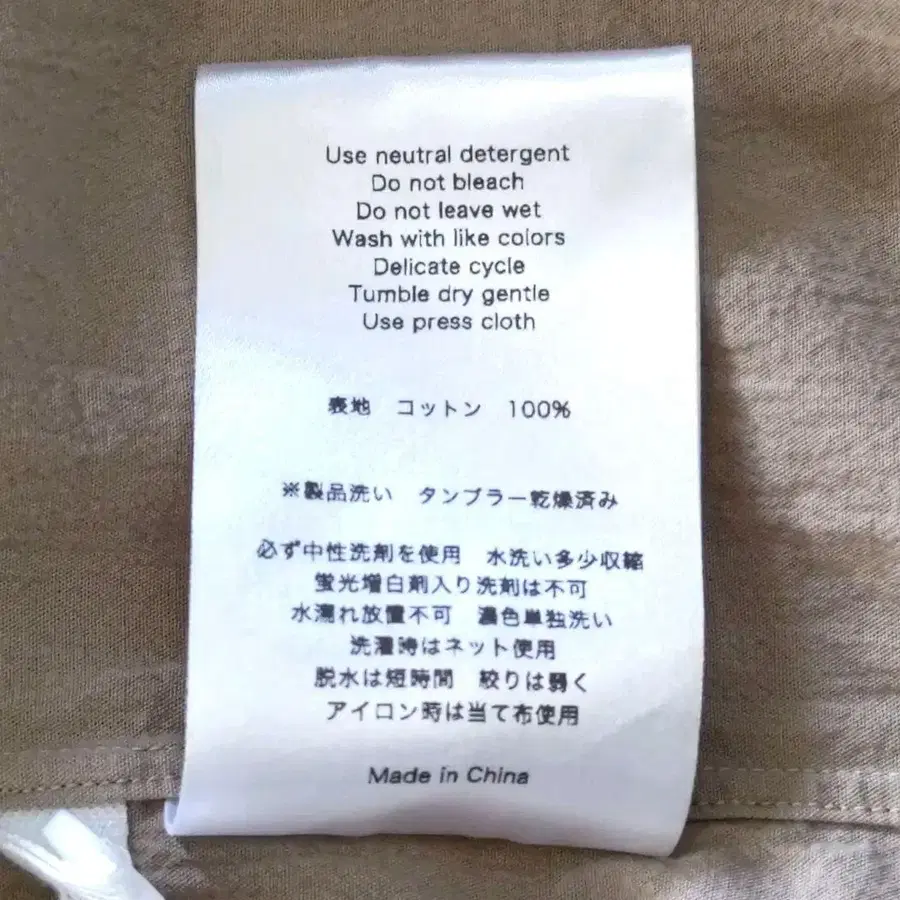 Use neutral detergent
Do not bleach
Do not leave wet
Wash with like colors
Delicate cycle
Tumble dry gentle
Use press cloth
表地 コットン 100%
※製品洗い タンブラー乾燥済み
必ず中性洗剤を使用 水洗い多少収縮
蛍光増白剤入り洗剤は不可
水濡れ放置不可 濃色単独洗い
洗濯時はネット使用
脱水は短時間 絞りは弱く
アイロン時は当て布使用
Made in China